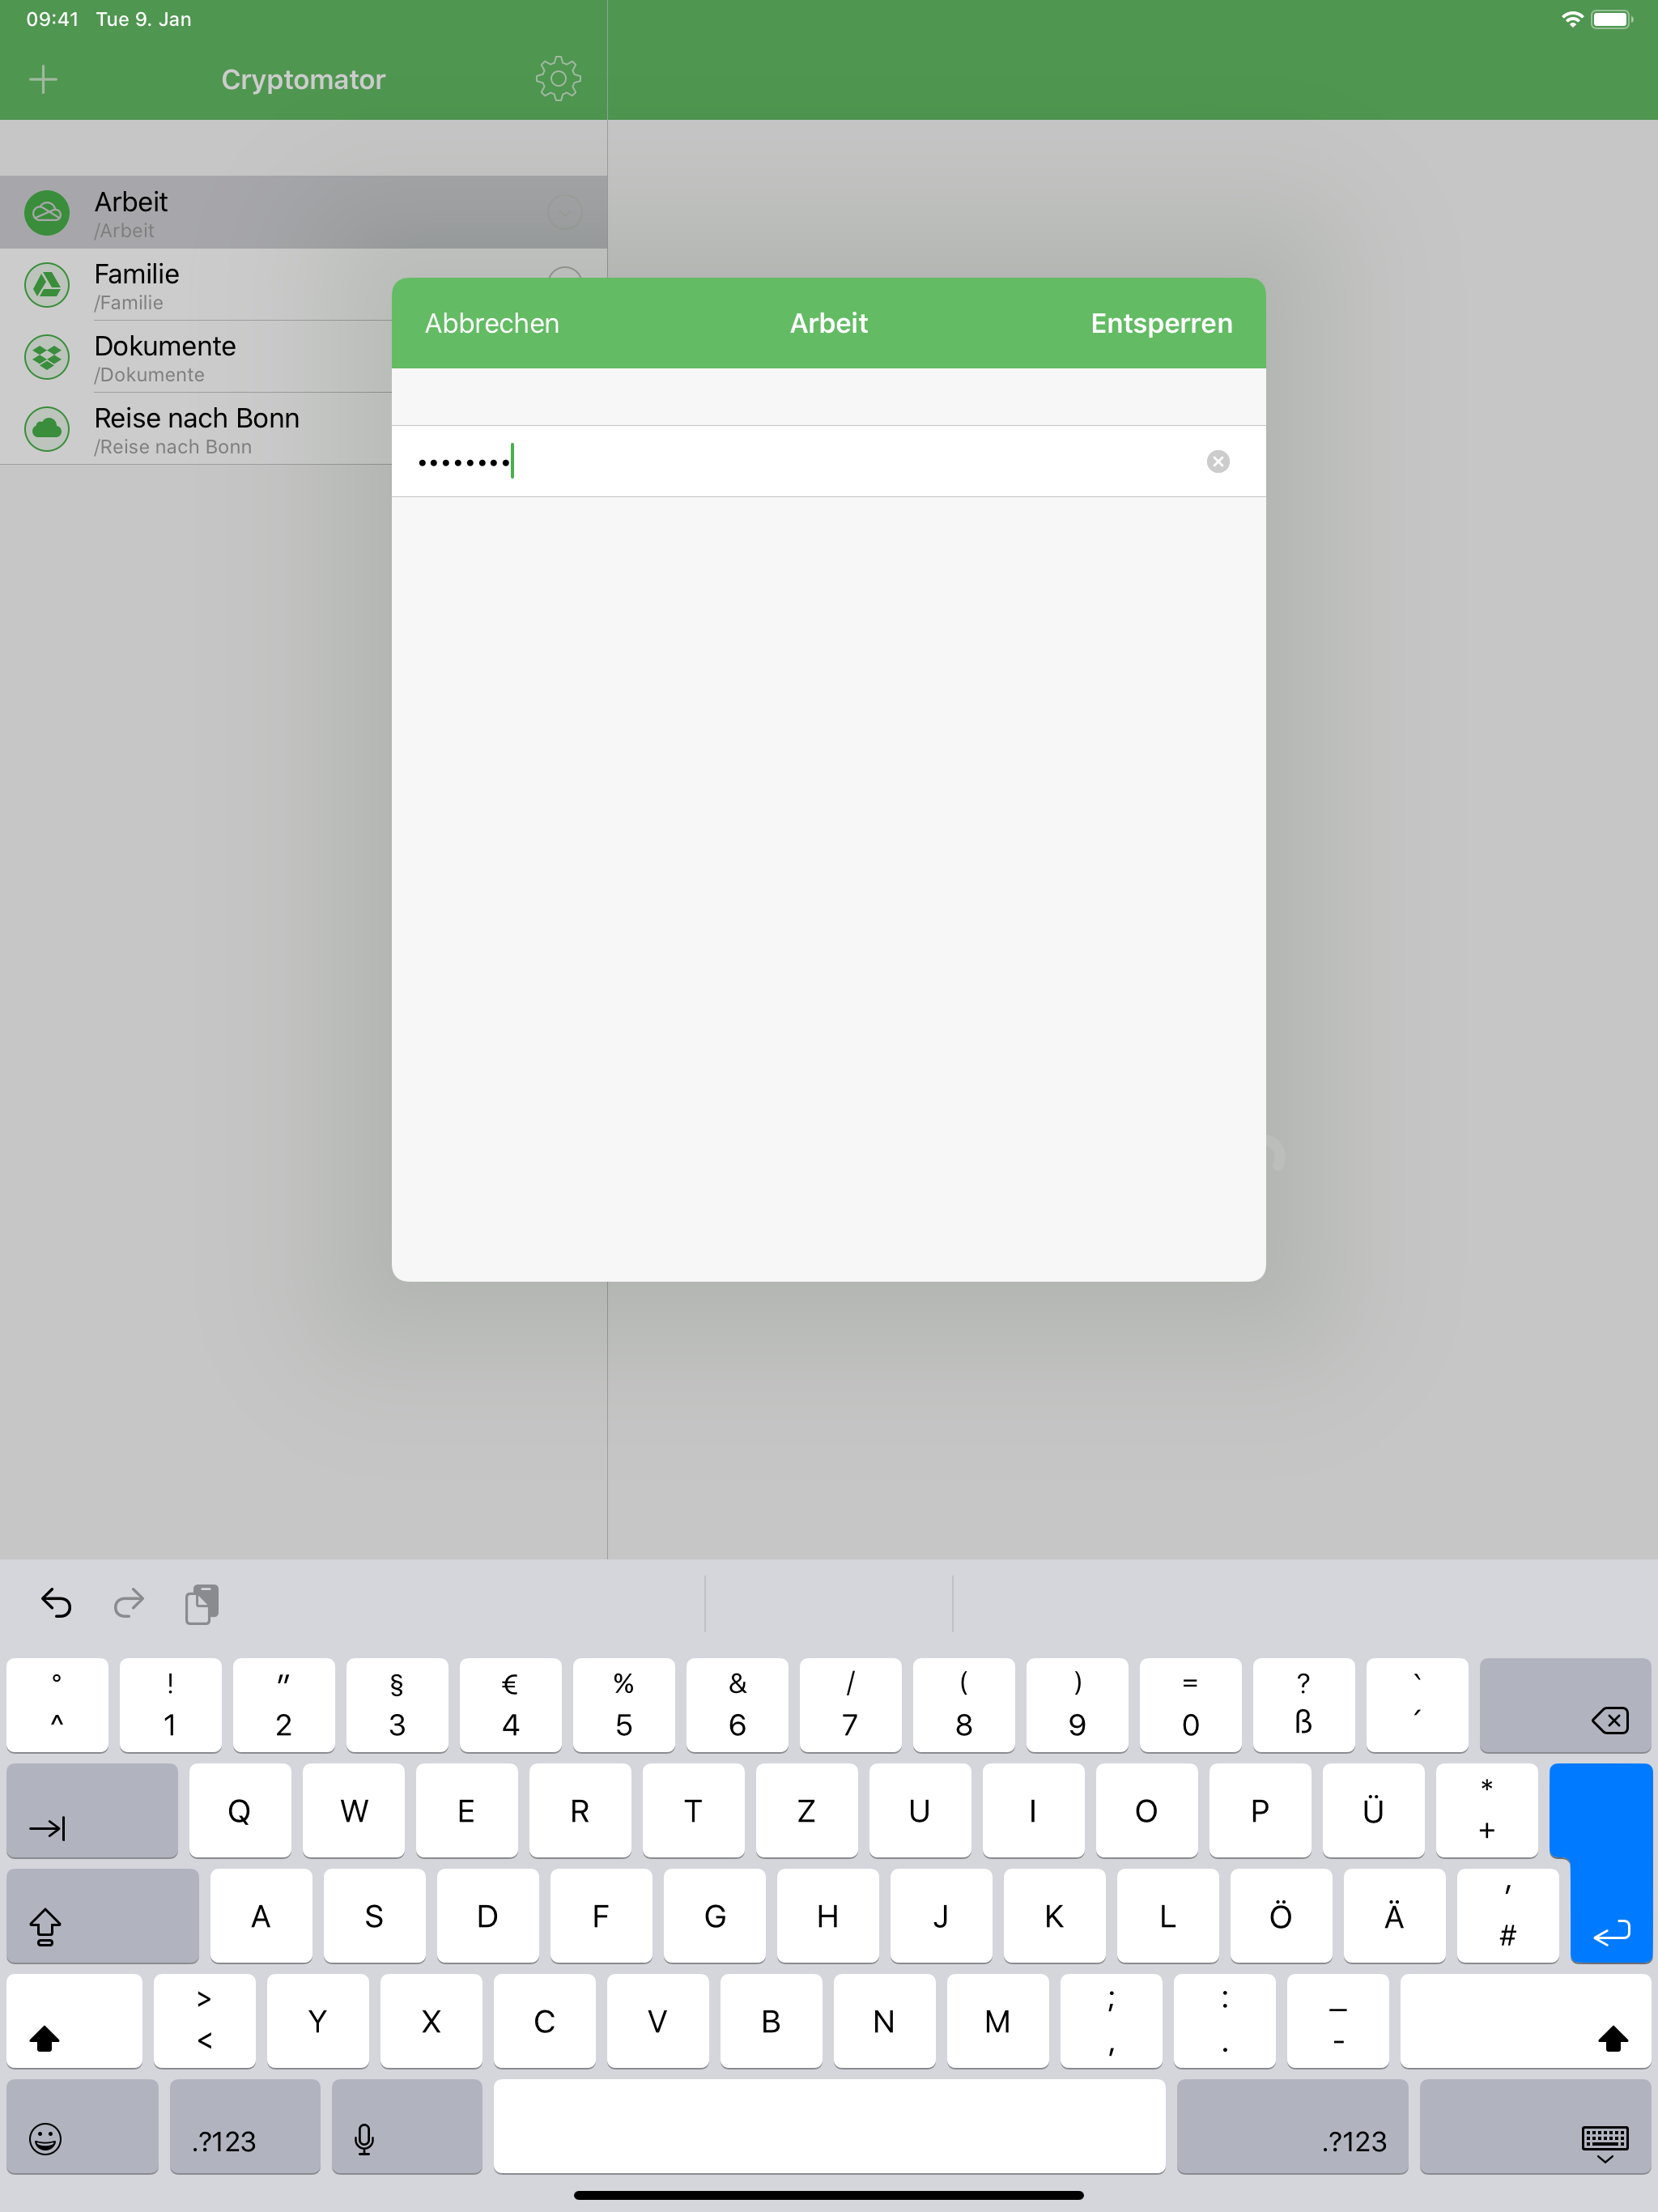 09:41 Tue 9. Jan
Cryptomator
Arbeit
/Arbeit
Familie
/Familie
Dokumente
/Dokumente
Reise nach Bonn
/Reise nach Bonn
Abbrechen Arbeit Entsperren
••••••••
° ! " § € % & / ( ) = ? `
^ 1 2 3 4 5 6 7 8 9 0 ß ´
Q W E R T Z U I O P Ü * +
A S D F G H J K L Ö Ä ' #
> < Y X C V B N M ; , : . _ -
.?123 .?123